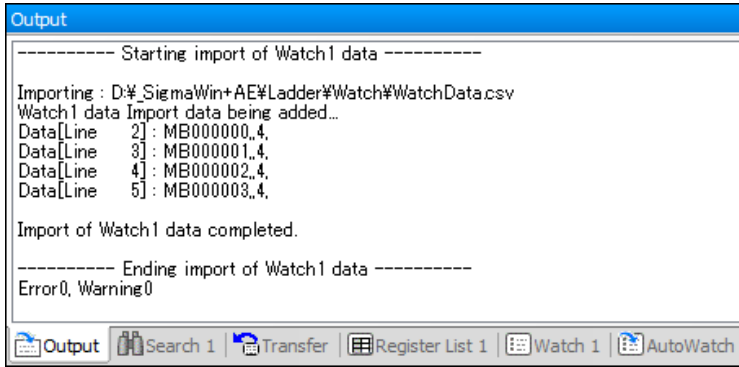 Output
---------- Starting import of Watch1 data ----------
Importing : D:¥_SigmaWin+AE¥Ladder¥Watch¥WatchData.csv
Watch1 data Import data being added...
Data[Line 2] : MB000000,,4,
Data[Line 3] : MB000001,,4,
Data[Line 4] : MB000002,,4,
Data[Line 5] : MB000003,,4,
Import of Watch1 data completed.
---------- Ending import of Watch1 data ----------
Error0, Warning0
Output Search 1 Transfer Register List 1 Watch 1 AutoWatch